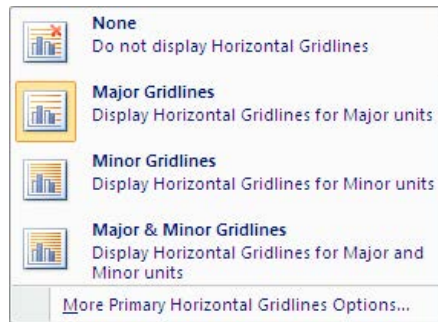 None
Do not display Horizontal Gridlines
Major Gridlines
Display Horizontal Gridlines for Major units
Minor Gridlines
Display Horizontal Gridlines for Minor units
Major & Minor Gridlines
Display Horizontal Gridlines for Major and
Minor units
More Primary Horizontal Gridlines Options...